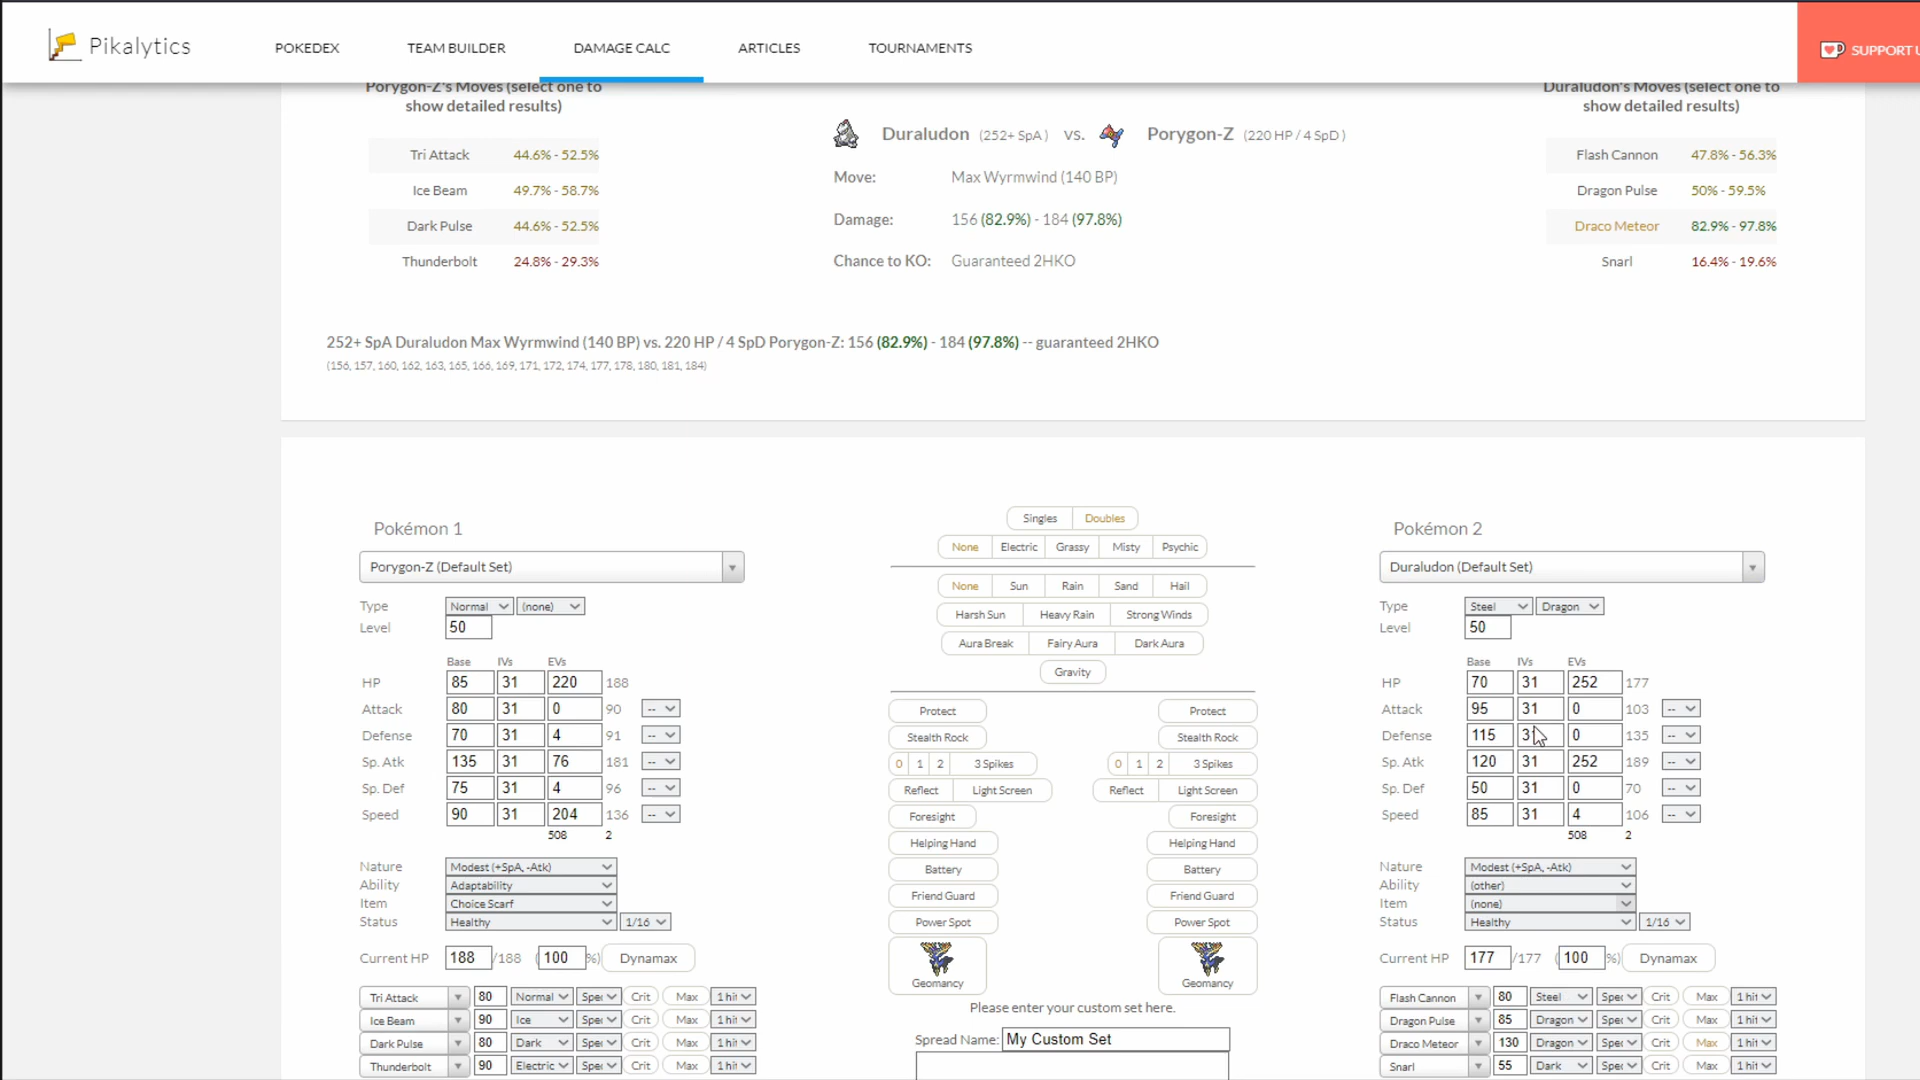 Pikalytics
POKEDEX
TEAM BUILDER
DAMAGE CALC
ARTICLES
TOURNAMENTS
SUPPORT U
Porygon-Z's Moves (select one to
show detailed results)
Tri Attack 44.6% - 52.5%
Ice Beam 49.7% - 58.7%
Dark Pulse 44.6% - 52.5%
Thunderbolt 24.8% - 29.3%
Duraludon (252+ SpA ) VS. Porygon-Z (220 HP / 4 SpD )
Move: Max Wyrmwind (140 BP)
Damage: 156 (82.9%) - 184 (97.8%)
Chance to KO: Guaranteed 2HKO
Duraludon's Moves (select one to
show detailed results)
Flash Cannon 47.8% - 56.3%
Dragon Pulse 50% - 59.5%
Draco Meteor 82.9% - 97.8%
Snarl 16.4% - 19.6%
252+ SpA Duraludon Max Wyrmwind (140 BP) vs. 220 HP / 4 SpD Porygon-Z: 156 (82.9%) - 184 (97.8%) -- guaranteed 2HKO
(156, 157, 160, 162, 163, 165, 166, 169, 171, 172, 174, 177, 178, 180, 181, 184)
Pokémon 1
Porygon-Z (Default Set)
Type Normal (none)
Level 50
Base IVs EVs
HP 85 31 220 188
Attack 80 31 0 90 --
Defense 70 31 4 91 --
Sp. Atk 135 31 76 181 --
Sp. Def 75 31 4 96 --
Speed 90 31 204 136 --
508 2
Nature Modest (+SpA, -Atk)
Ability Adaptability
Item Choice Scarf
Status Healthy 1/16
Current HP 188 /188 ( 100 %) Dynamax
Tri Attack 80 Normal Spec Crit Max 1 hit
Ice Beam 90 Ice Spec Crit Max 1 hit
Dark Pulse 80 Dark Spec Crit Max 1 hit
Thunderbolt 90 Electric Spec Crit Max 1 hit
Singles Doubles
None Electric Grassy Misty Psychic
None Sun Rain Sand Hail
Harsh Sun Heavy Rain Strong Winds
Aura Break Fairy Aura Dark Aura
Gravity
Protect Protect
Stealth Rock Stealth Rock
0 1 2 3 Spikes 0 1 2 3 Spikes
Reflect Light Screen Reflect Light Screen
Foresight Foresight
Helping Hand Helping Hand
Battery Battery
Friend Guard Friend Guard
Power Spot Power Spot
Geomancy Geomancy
Please enter your custom set here.
Spread Name: My Custom Set
Pokémon 2
Duraludon (Default Set)
Type Steel Dragon
Level 50
Base IVs EVs
HP 70 31 252 177
Attack 95 31 0 103 --
Defense 115 31 0 135 --
Sp. Atk 120 31 252 189 --
Sp. Def 50 31 0 70 --
Speed 85 31 4 106 --
508 2
Nature Modest (+SpA, -Atk)
Ability (other)
Item (none)
Status Healthy 1/16
Current HP 177 /177 ( 100 %) Dynamax
Flash Cannon 80 Steel Spec Crit Max 1 hit
Dragon Pulse 85 Dragon Spec Crit Max 1 hit
Draco Meteor 130 Dragon Spec Crit Max 1 hit
Snarl 55 Dark Spec Crit Max 1 hit